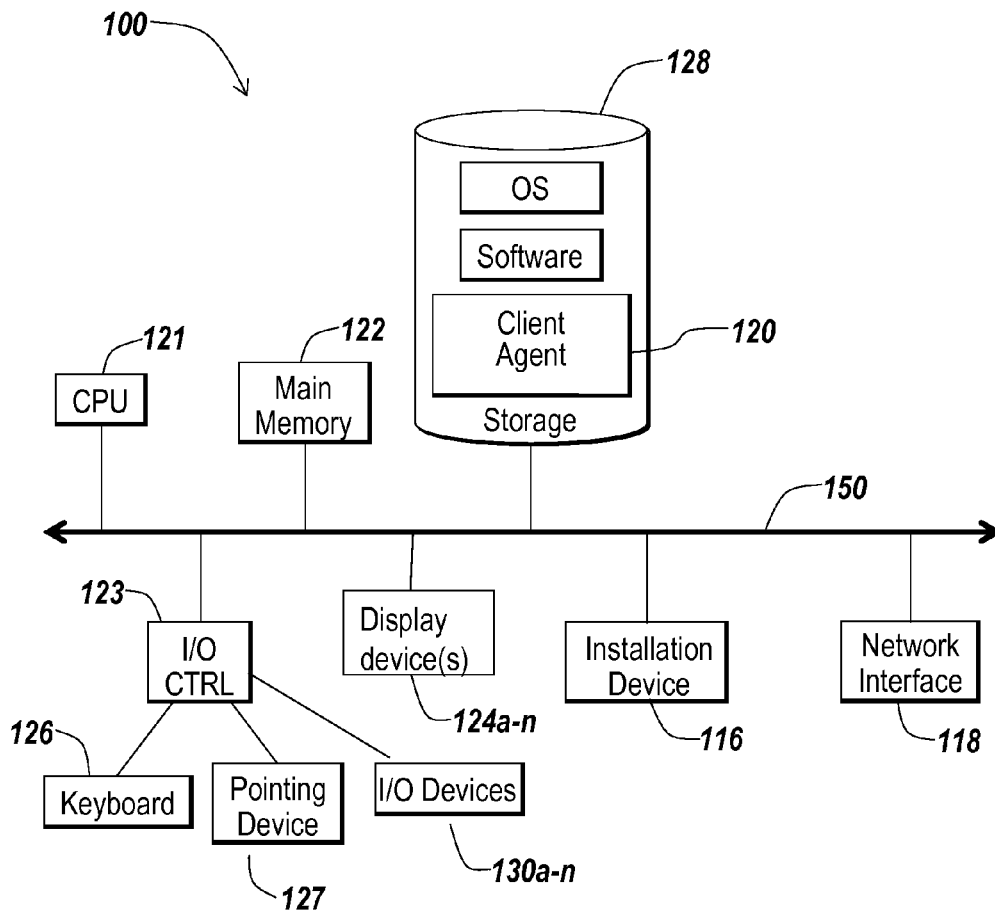 100
128
OS
Software
Client
Agent
120
Storage
121
CPU
122
Main
Memory
150
123
I/O
CTRL
Display
device(s)
124a-n
Installation
Device
116
Network
Interface
118
126
Keyboard
Pointing
Device
127
I/O Devices
130a-n